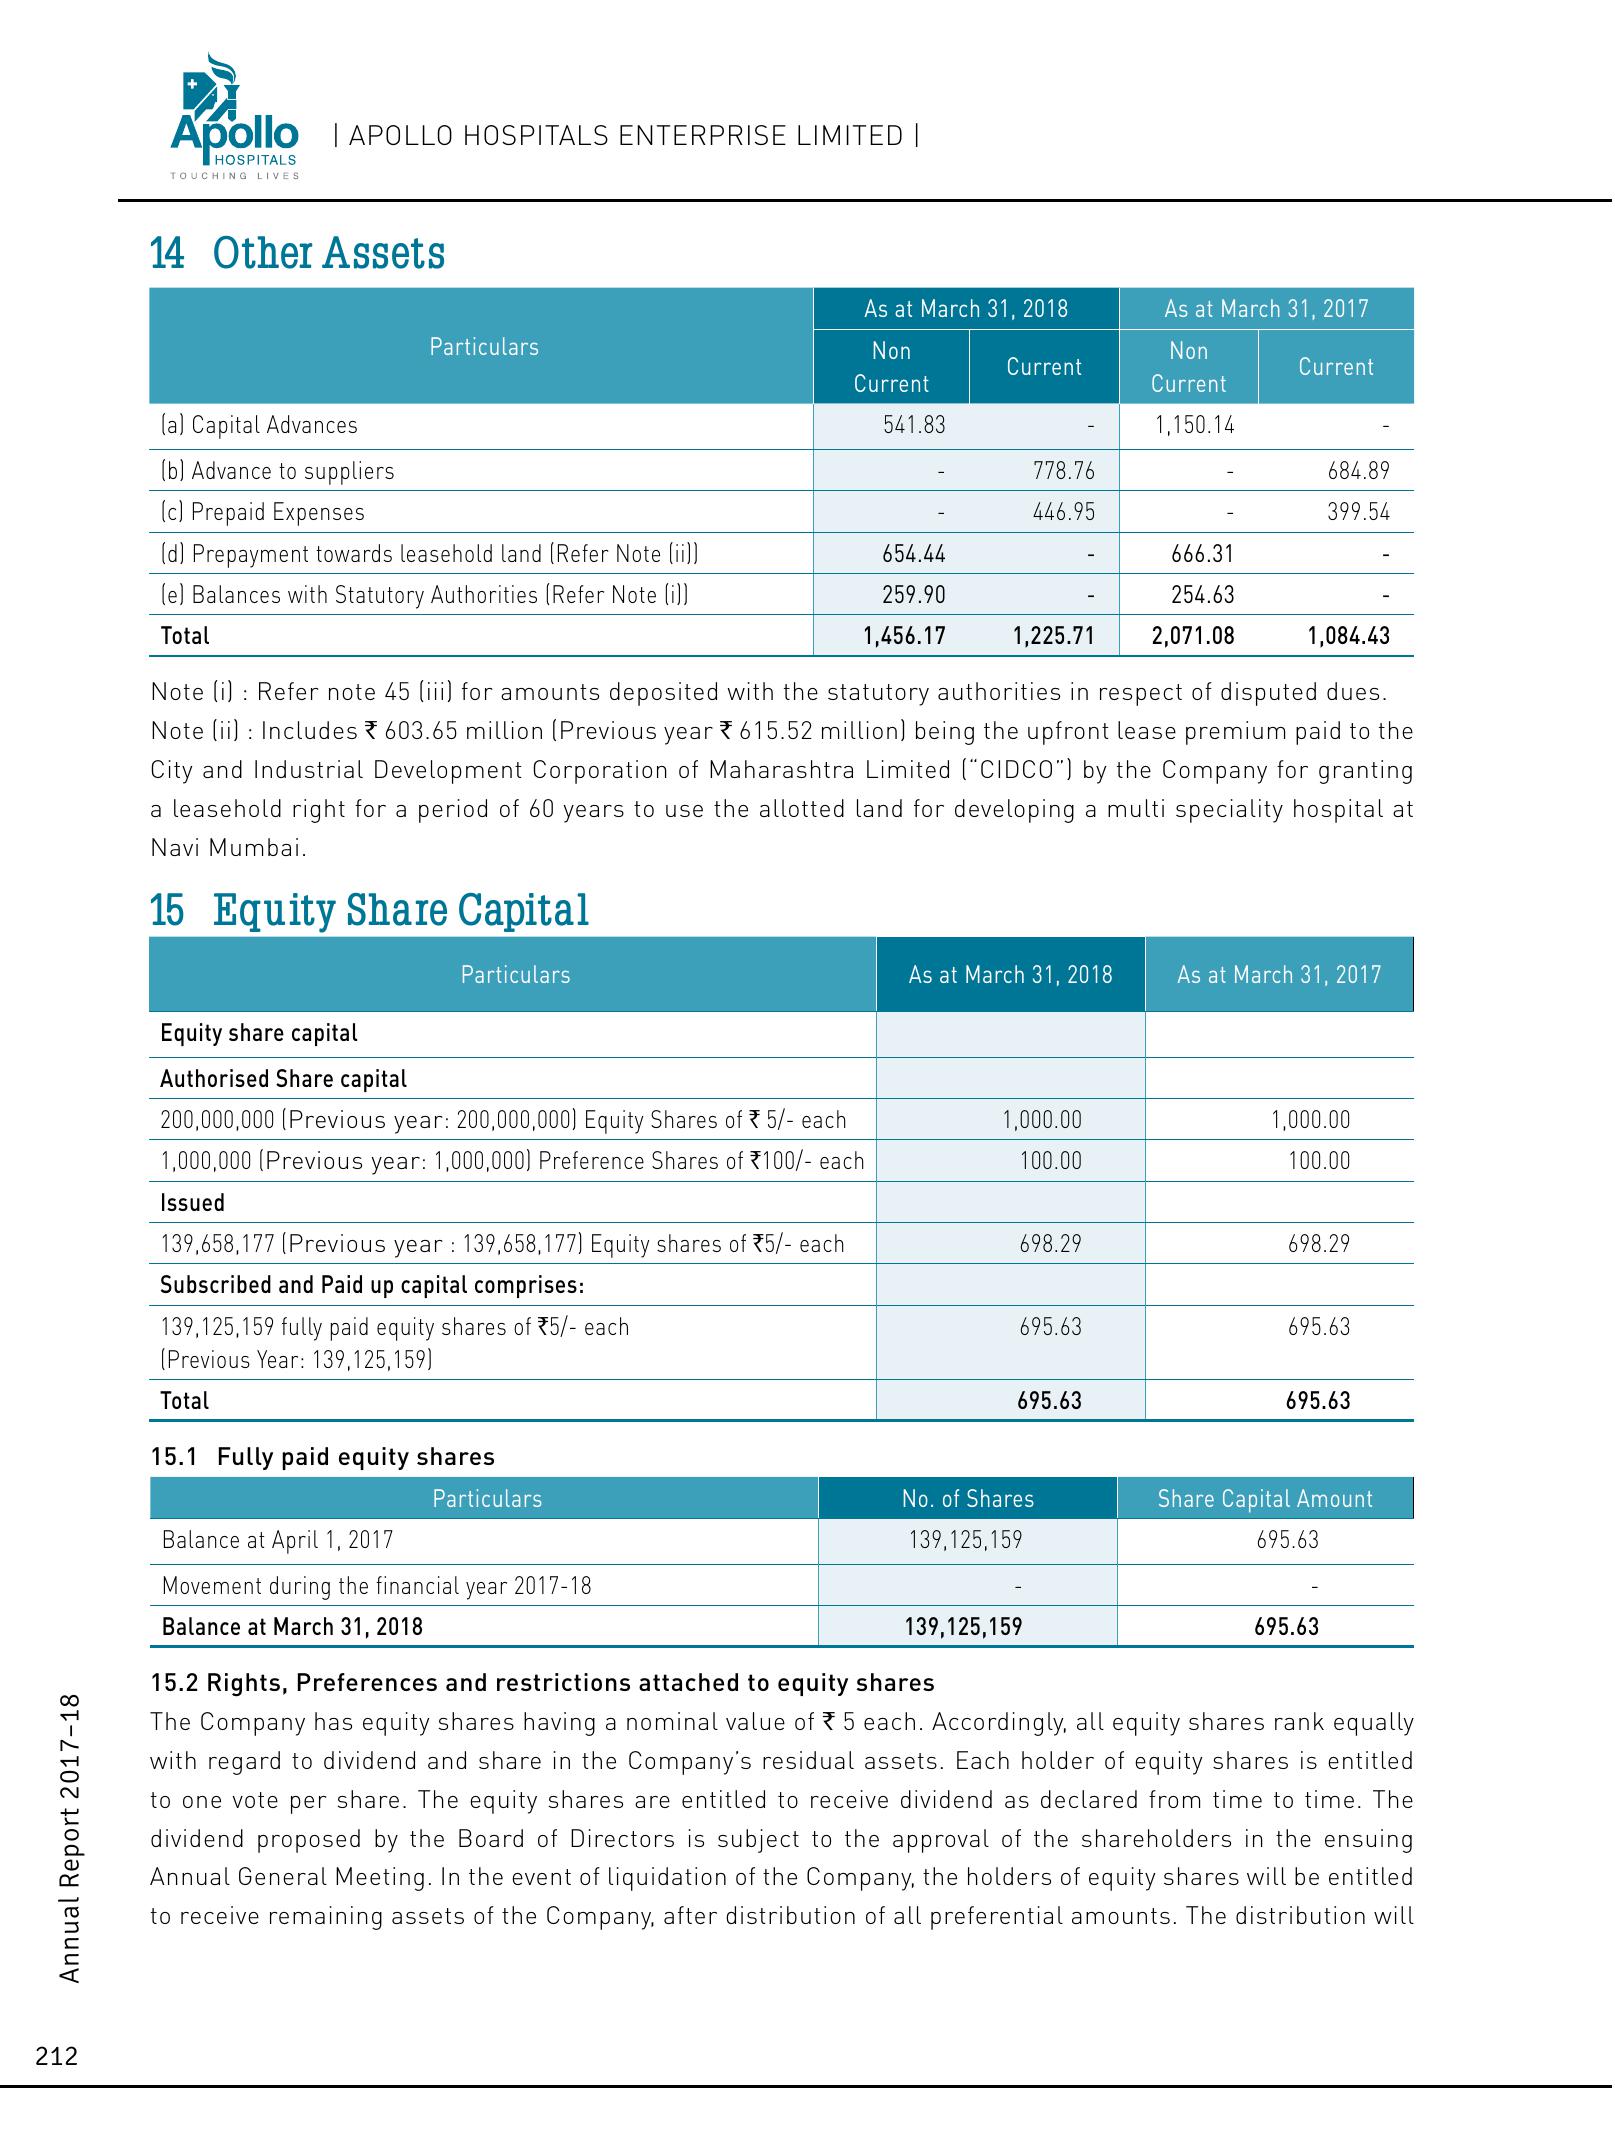 Apollo
HOSPITALS
TOUCHING LIVES
| APOLLO HOSPITALS ENTERPRISE LIMITED |
14 Other Assets
Particulars As at March 31, 2018 As at March 31, 2017
Non Current Current Non Current Current
(a) Capital Advances 541.83 - 1,150.14 -
(b) Advance to suppliers - 778.76 - 684.89
(c) Prepaid Expenses - 446.95 - 399.54
(d) Prepayment towards leasehold land (Refer Note (ii)) 654.44 - 666.31 -
(e) Balances with Statutory Authorities (Refer Note (i)) 259.90 - 254.63 -
Total 1,456.17 1,225.71 2,071.08 1,084.43
Note (i) : Refer note 45 (iii) for amounts deposited with the statutory authorities in respect of disputed dues.
Note (ii) : Includes ₹ 603.65 million (Previous year ₹ 615.52 million) being the upfront lease premium paid to the
City and Industrial Development Corporation of Maharashtra Limited (“CIDCO”) by the Company for granting
a leasehold right for a period of 60 years to use the allotted land for developing a multi speciality hospital at
Navi Mumbai.
15 Equity Share Capital
Particulars As at March 31, 2018 As at March 31, 2017
Equity share capital
Authorised Share capital
200,000,000 (Previous year: 200,000,000) Equity Shares of ₹ 5/- each 1,000.00 1,000.00
1,000,000 (Previous year: 1,000,000) Preference Shares of ₹100/- each 100.00 100.00
Issued
139,658,177 (Previous year : 139,658,177) Equity shares of ₹5/- each 698.29 698.29
Subscribed and Paid up capital comprises:
139,125,159 fully paid equity shares of ₹5/- each 695.63 695.63
(Previous Year: 139,125,159)
Total 695.63 695.63
15.1 Fully paid equity shares
Particulars No. of Shares Share Capital Amount
Balance at April 1, 2017 139,125,159 695.63
Movement during the financial year 2017-18 - -
Balance at March 31, 2018 139,125,159 695.63
15.2 Rights, Preferences and restrictions attached to equity shares
The Company has equity shares having a nominal value of ₹ 5 each. Accordingly, all equity shares rank equally
with regard to dividend and share in the Company’s residual assets. Each holder of equity shares is entitled
to one vote per share. The equity shares are entitled to receive dividend as declared from time to time. The
dividend proposed by the Board of Directors is subject to the approval of the shareholders in the ensuing
Annual General Meeting. In the event of liquidation of the Company, the holders of equity shares will be entitled
to receive remaining assets of the Company, after distribution of all preferential amounts. The distribution will
Annual Report 2017–18
212